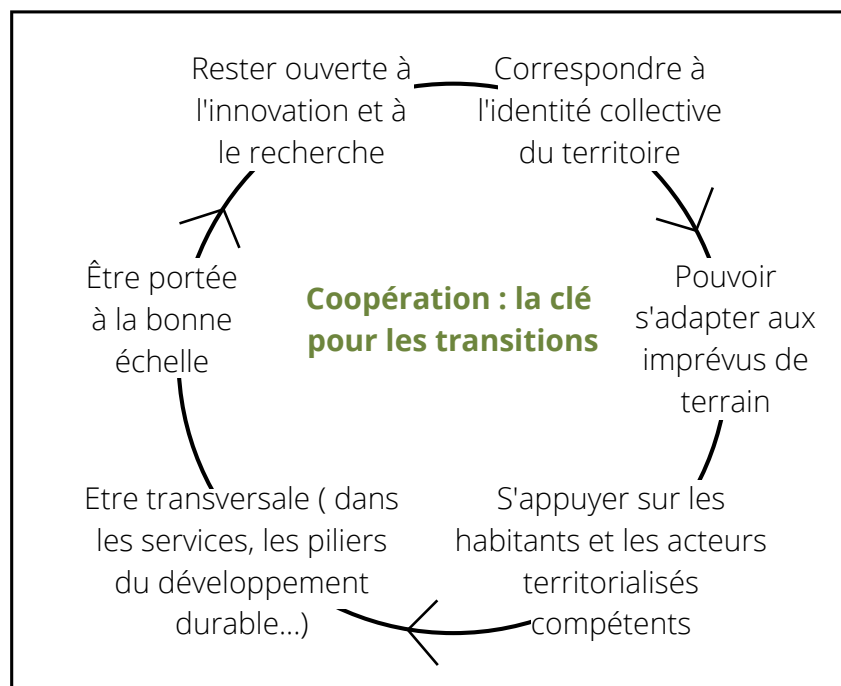 Rester ouverte à
l'innovation et à
le recherche
Correspondre à
l'identité collective
du territoire
Pouvoir
s'adapter aux
imprévus de
terrain
S'appuyer sur les
habitants et les acteurs
territorialisés
compétents
Etre transversale ( dans
les services, les piliers
du développement
durable...)
Être portée
à la bonne
échelle
Coopération : la clé
pour les transitions